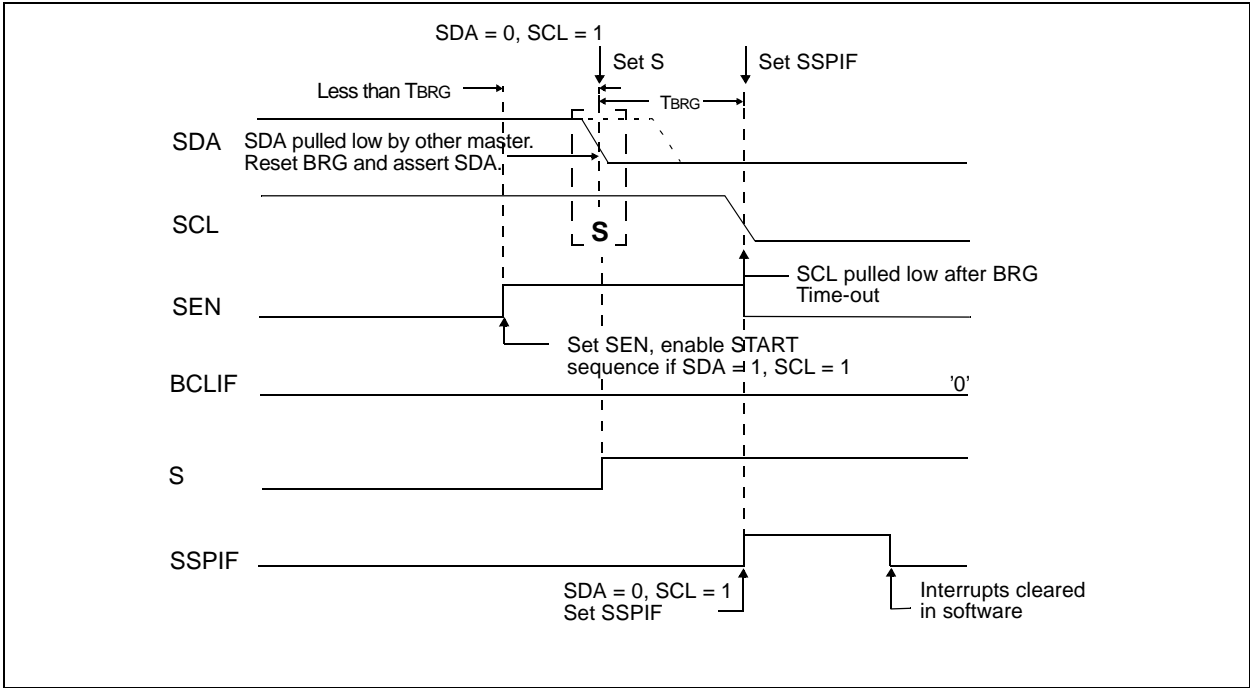 SDA = 0, SCL = 1
Set S
Set SSPIF
Less than TBRG
TBRG
SDA
SDA pulled low by other master.
Reset BRG and assert SDA.
SCL
S
SCL pulled low after BRG
Time-out
SEN
Set SEN, enable START
sequence if SDA = 1, SCL = 1
BCLIF
'0'
S
SSPIF
SDA = 0, SCL = 1
Set SSPIF
Interrupts cleared
in software